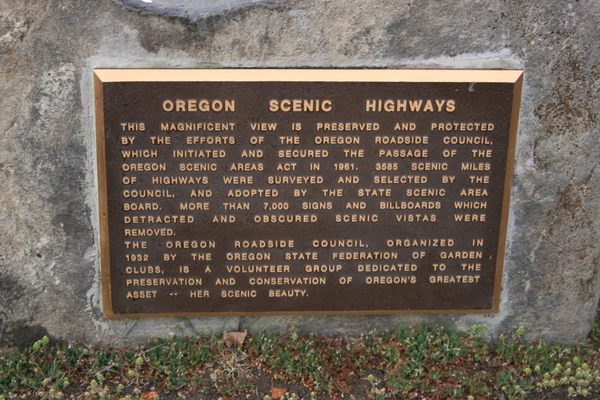 OREGON SCENIC HIGHWAYS
THIS MAGNIFICENT VIEW IS PRESERVED AND PROTECTED
BY THE EFFORTS OF THE OREGON ROADSIDE COUNCIL,
WHICH INITIATED AND SECURED THE PASSAGE OF THE
OREGON SCENIC AREAS ACT IN 1961. 3585 SCENIC MILES
OF HIGHWAYS WERE SURVEYED AND SELECTED BY THE
COUNCIL, AND ADOPTED BY THE STATE SCENIC AREA
BOARD. MORE THAN 7,000 SIGNS AND BILLBOARDS WHICH
DETRACTED AND OBSCURED SCENIC VISTAS WERE
REMOVED.
THE OREGON ROADSIDE COUNCIL, ORGANIZED IN
1932 BY THE OREGON STATE FEDERATION OF GARDEN
CLUBS, IS A VOLUNTEER GROUP DEDICATED TO THE
PRESERVATION AND CONSERVATION OF OREGON'S GREATEST
ASSET -- HER SCENIC BEAUTY.